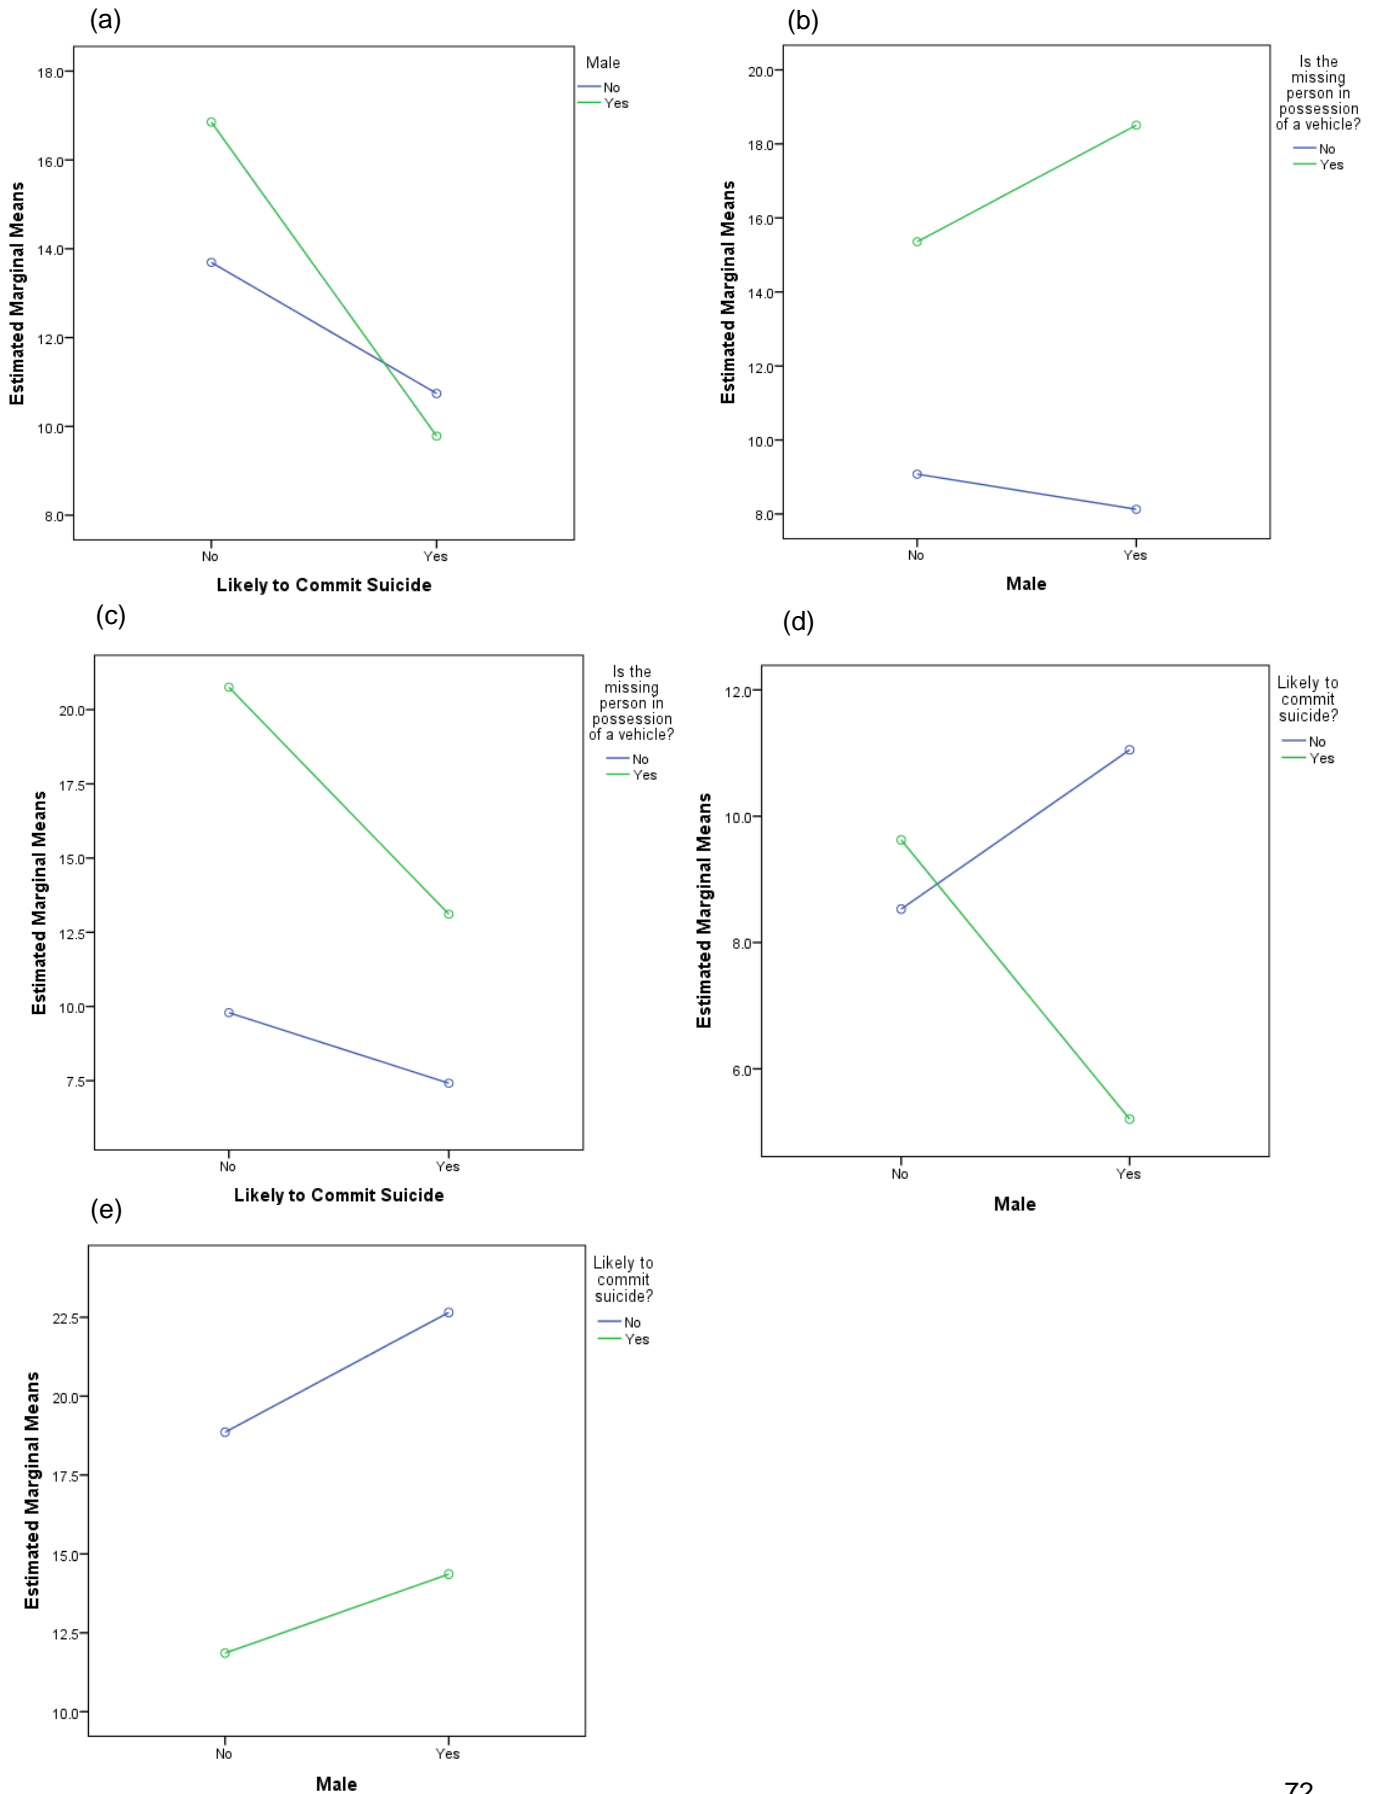 (a)
Estimated Marginal Means
18.0
16.0
14.0
12.0
10.0
8.0
No
Yes
Likely to Commit Suicide
Male
No
Yes
(b)
Estimated Marginal Means
20.0
18.0
16.0
14.0
12.0
10.0
8.0
No
Yes
Male
Is the
missing
person in
possession
of a vehicle?
No
Yes
(c)
Estimated Marginal Means
20.0
17.5
15.0
12.5
10.0
7.5
No
Yes
Likely to Commit Suicide
Is the
missing
person in
possession
of a vehicle?
No
Yes
(d)
Estimated Marginal Means
12.0
10.0
8.0
6.0
No
Yes
Male
Likely to
commit
suicide?
No
Yes
(e)
Estimated Marginal Means
22.5
20.0
17.5
15.0
12.5
10.0
No
Yes
Male
Likely to
commit
suicide?
No
Yes
72